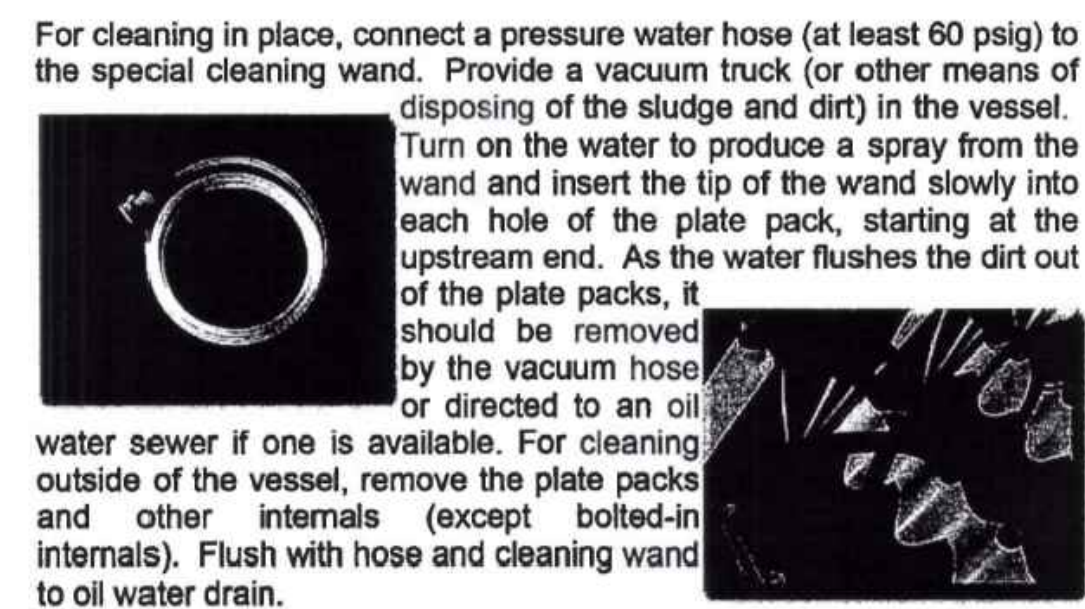 For cleaning in place, connect a pressure water hose (at least 60 psig) to
the special cleaning wand. Provide a vacuum truck (or other means of
disposing of the sludge and dirt) in the vessel.
Turn on the water to produce a spray from the
wand and insert the tip of the wand slowly into
each hole of the plate pack, starting at the
upstream end. As the water flushes the dirt out
of the plate packs, it
should be removed
by the vacuum hose
or directed to an oil
water sewer if one is available. For cleaning
outside of the vessel, remove the plate packs
and other internals (except bolted-in
internals). Flush with hose and cleaning wand
to oil water drain.